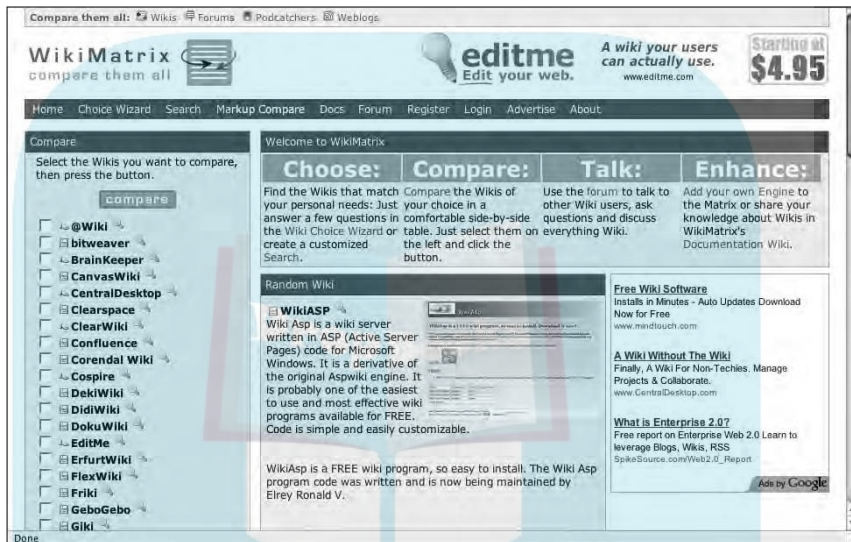 Compare them all: Wikis Forums Podcatchers Weblogs
WikiMatrix
compare them all
editme
Edit your web.
A wiki your users
can actually use.
www.editme.com
Starting at
$4.95
Home Choice Wizard Search Markup Compare Docs Forum Register Login Advertise About
Compare
Select the Wikis you want to compare,
then press the button.
compare
@Wiki
bitweaver
BrainKeeper
CanvasWiki
CentralDesktop
Clearspace
ClearWiki
Confluence
Corendal Wiki
Cospire
DekiWiki
DidiWiki
DokuWiki
EditMe
ErfurtWiki
FlexWiki
Friki
GeboGebo
Giki
Welcome to WikiMatrix
Choose:
Find the Wikis that match
your personal needs: Just
answer a few questions in
the Wiki Choice Wizard or
create a customized
Search.
Compare:
Compare the Wikis of
your choice in a
comfortable side-by-side
table. Just select them on
the left and click the
button.
Talk:
Use the forum to talk to
other Wiki users, ask
questions and discuss
everything Wiki.
Enhance:
Add your own Engine to
the Matrix or share your
knowledge about Wikis in
WikiMatrix's
Documentation Wiki.
Random Wiki
WikiASP
Wiki Asp is a wiki server
written in ASP (Active Server
Pages) code for Microsoft
Windows. It is a derivative of
the original Aspwiki engine. It
is probably one of the easiest
to use and most effective wiki
programs available for FREE.
Code is simple and easily customizable.
WikiAsp is a FREE wiki program, so easy to install. The Wiki Asp
program code was written and is now being maintained by
Elrey Ronald V.
Free Wiki Software
Installs in Minutes - Auto Updates Download
Now for Free
www.mindtouch.com
A Wiki Without The Wiki
Finally, A Wiki For Non-Techies. Manage
Projects & Collaborate.
www.CentralDesktop.com
What is Enterprise 2.0?
Free report on Enterprise Web 2.0 Learn to
leverage Blogs, Wikis, RSS
SpikeSource.com/Web2.0_Report
Ads by Google
Done